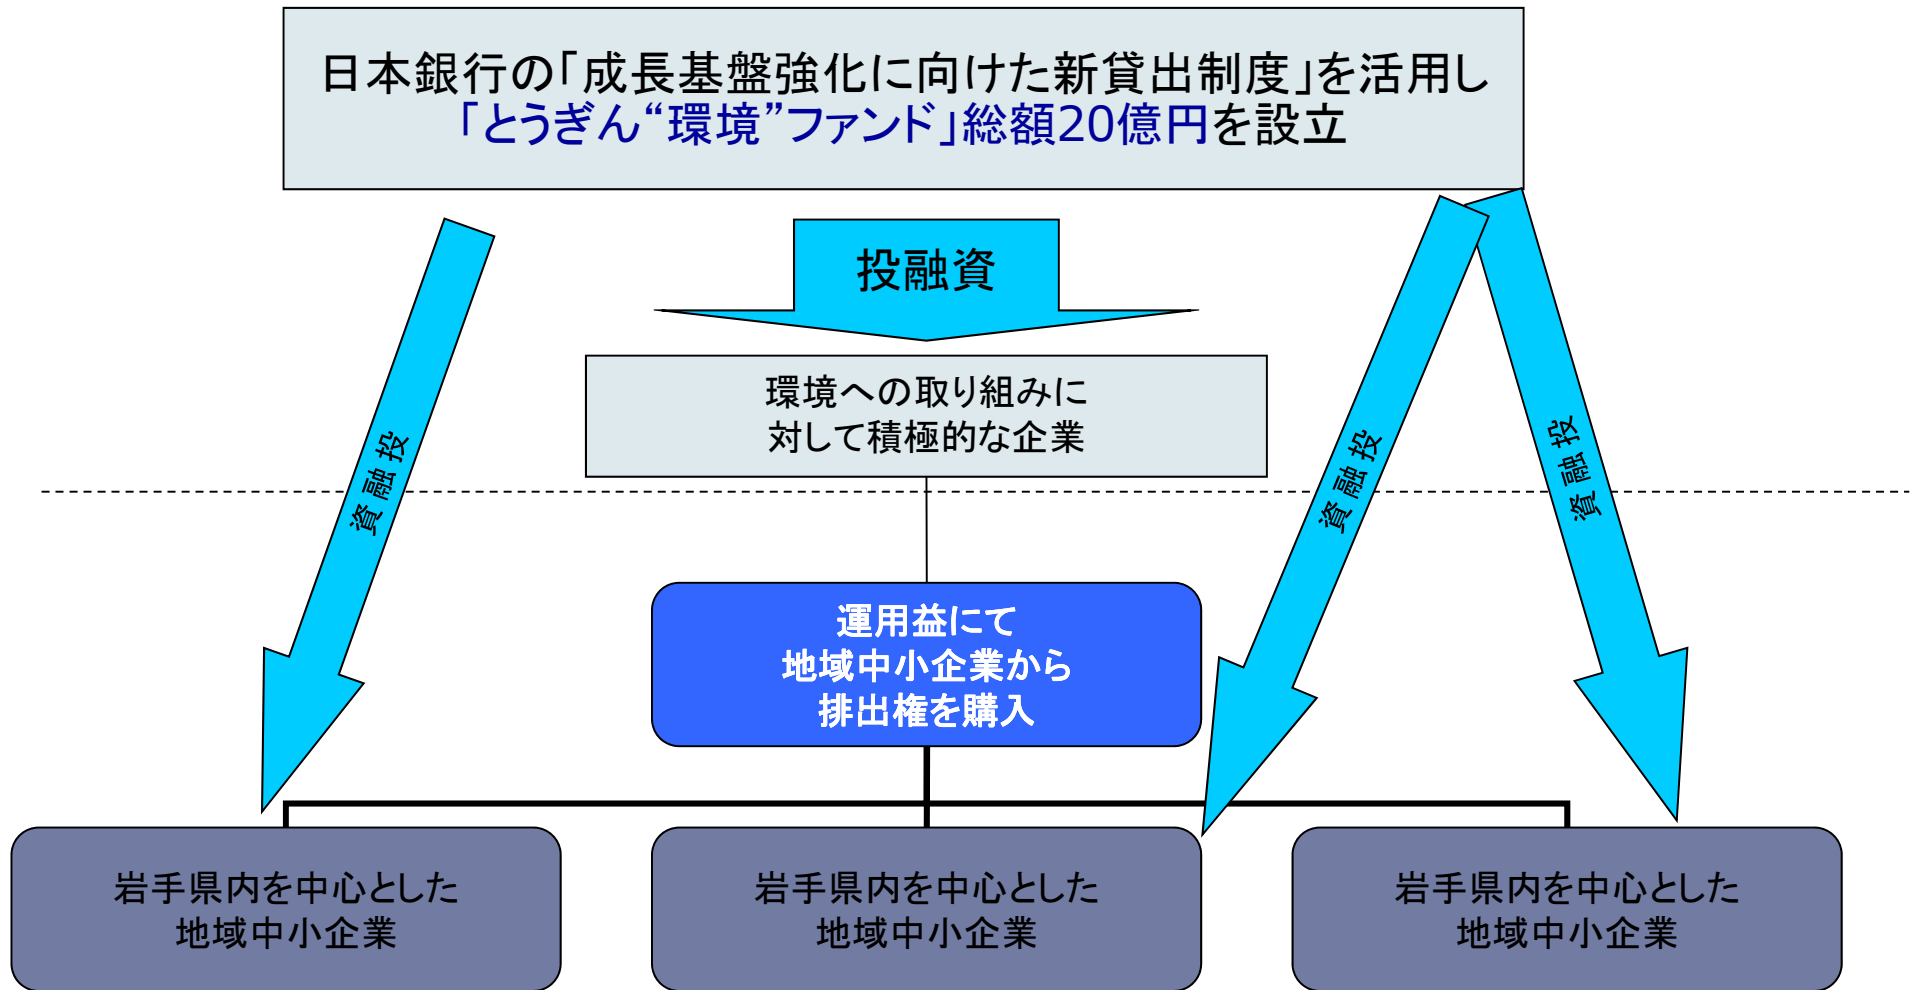 日本銀行の「成長基盤強化に向けた新貸出制度」を活用し
「とうぎん“環境”ファンド」総額20億円を設立
投融資
環境への取り組みに
対して積極的な企業
投融資
投融資
投融資
運用益にて
地域中小企業から
排出権を購入
岩手県内を中心とした
地域中小企業
岩手県内を中心とした
地域中小企業
岩手県内を中心とした
地域中小企業